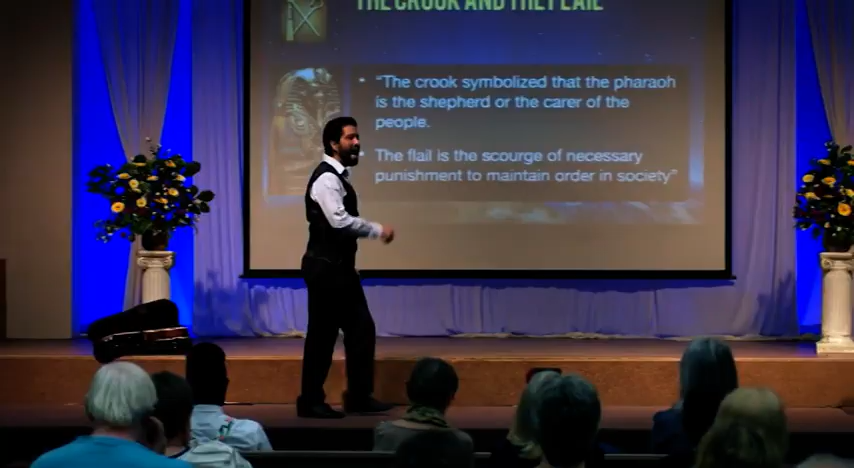 THE CROOK AND THE FLAIL
“The crook symbolized that the pharaoh
is the shepherd or the carer of the
people.
The flail is the scourge of necessary
punishment to maintain order in society”